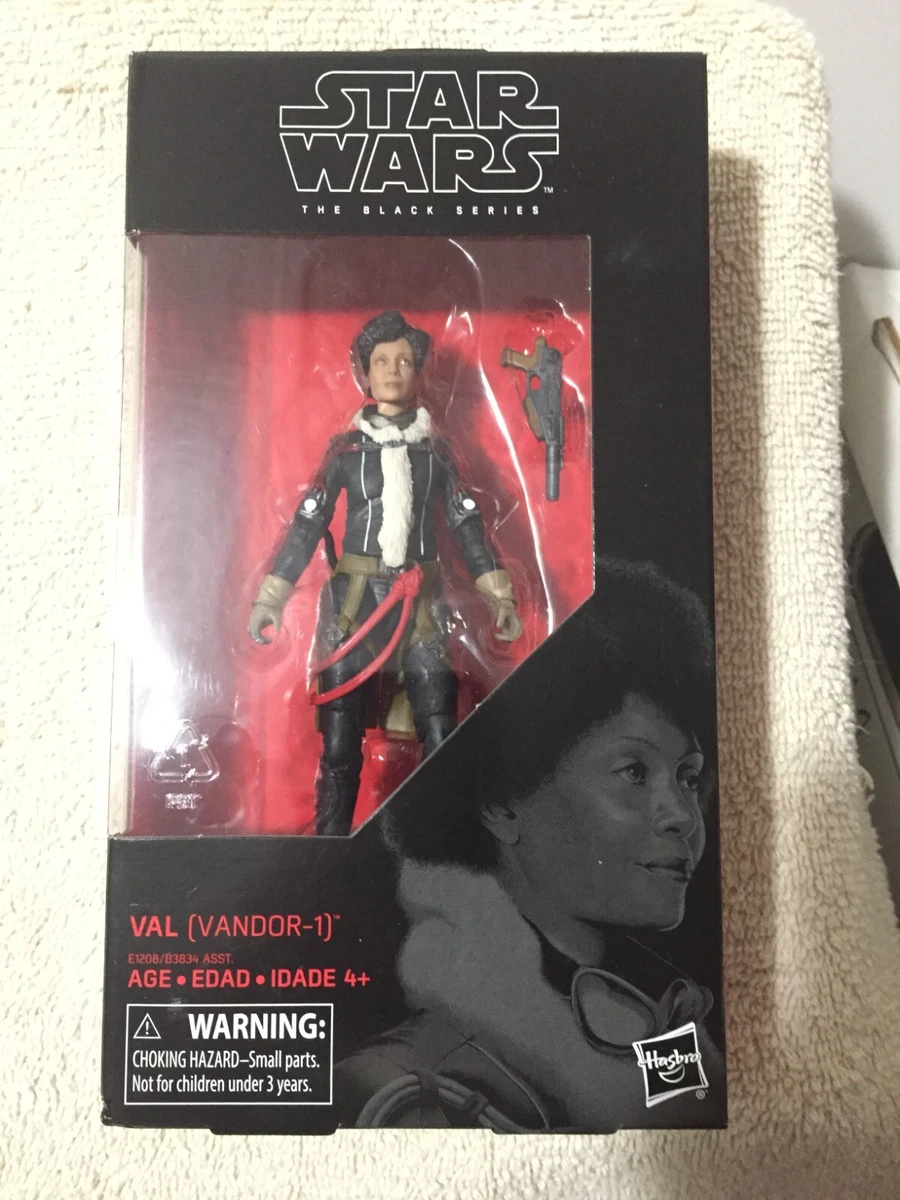 STAR
WARS™
THE BLACK SERIES
VAL (VANDOR-1)™
E1208/B3834 ASST.
AGE • EDAD • IDADE 4+
WARNING:
CHOKING HAZARD–Small parts.
Not for children under 3 years.
Hasbro
®